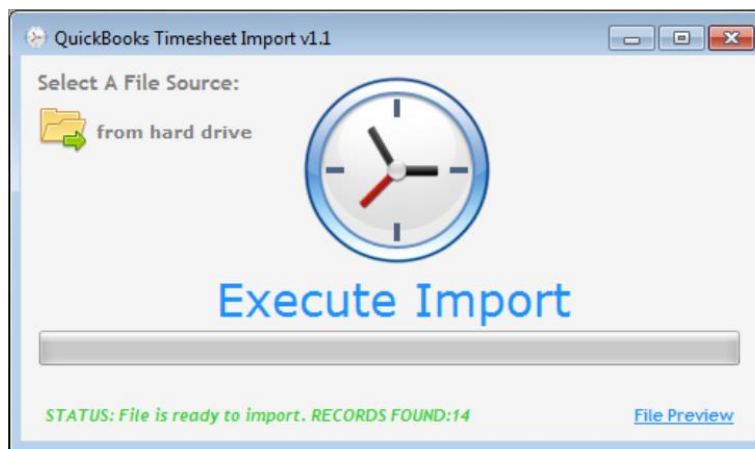 QuickBooks Timesheet Import v1.1
Select A File Source:
from hard drive
Execute Import
STATUS: File is ready to import. RECORDS FOUND:14
File Preview